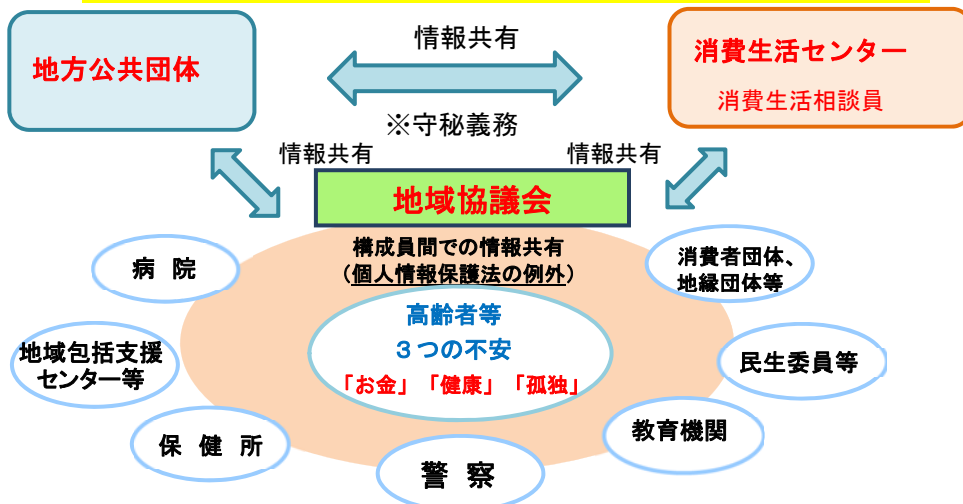 情報共有
地方公共団体
消費生活センター
消費生活相談員
※守秘義務
情報共有
情報共有
地域協議会
構成員間での情報共有
（個人情報保護法の例外）
病 院
消費者団体、
地縁団体等
高齢者等
３つの不安
「お金」「健康」「孤独」
地域包括支援
センター等
民生委員等
保 健 所
教育機関
警 察